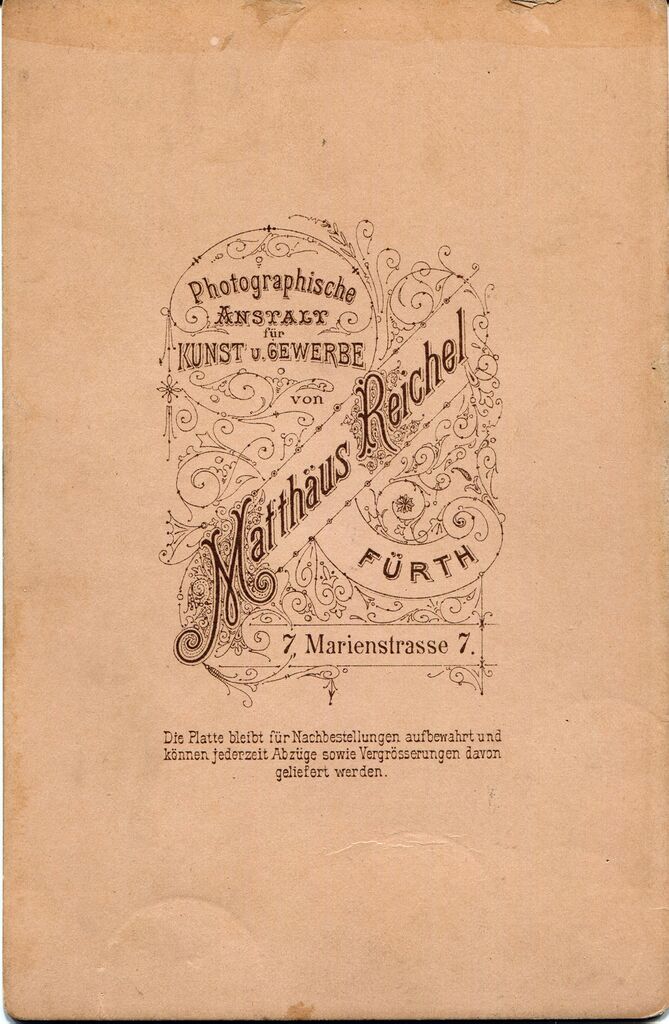 Photographische
ANSTALT
für
KUNST u. GEWERBE
von
Matthäus Reichel
FÜRTH
7, Marienstrasse 7.
Die Platte bleibt für Nachbestellungen aufbewahrt und
können jederzeit Abzüge sowie Vergrösserungen davon
geliefert werden.